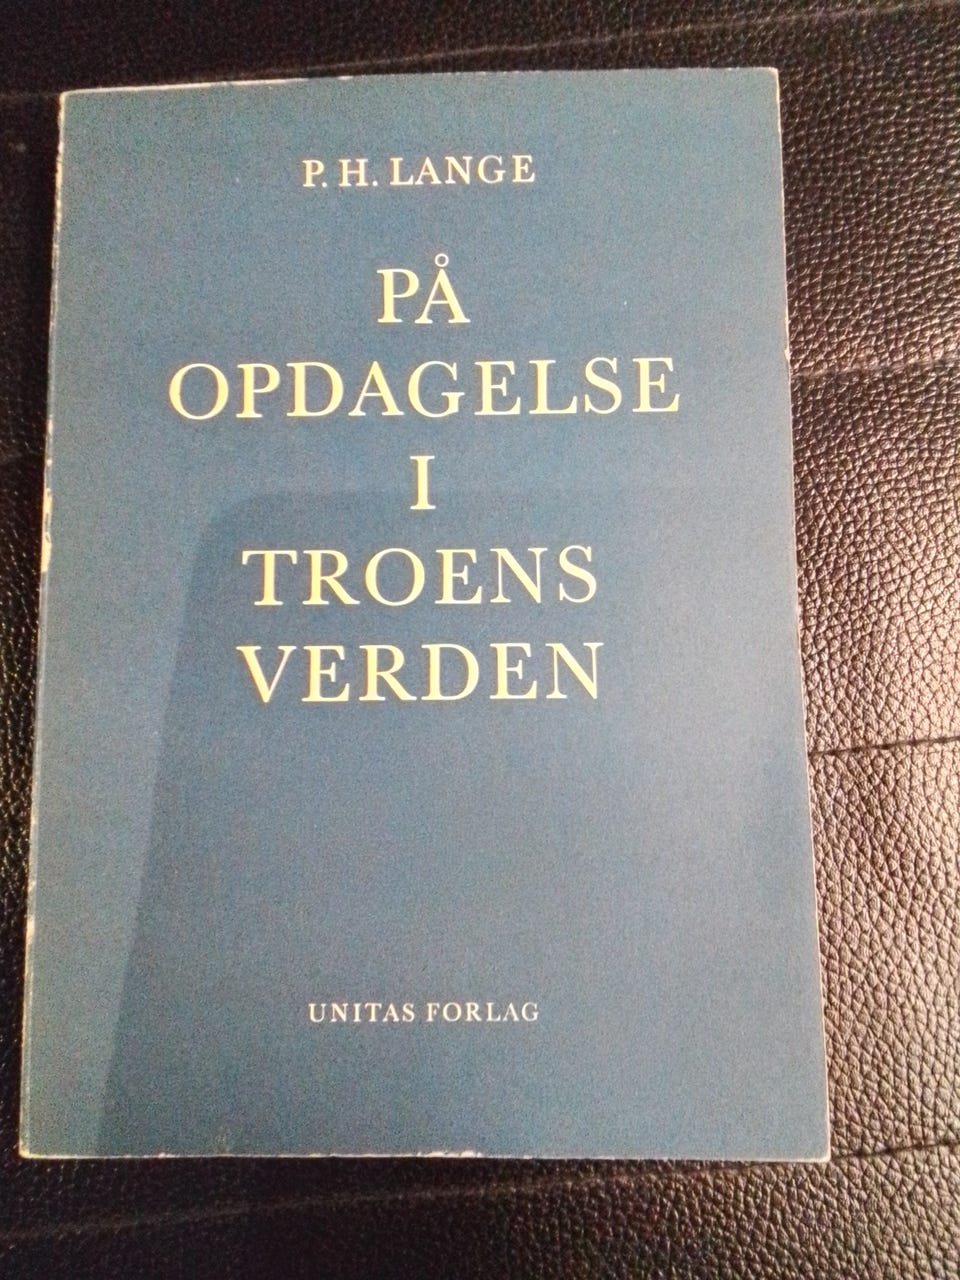 P. H. LANGE
PÅ
OPDAGELSE
I
TROENS
VERDEN
UNITAS FORLAG